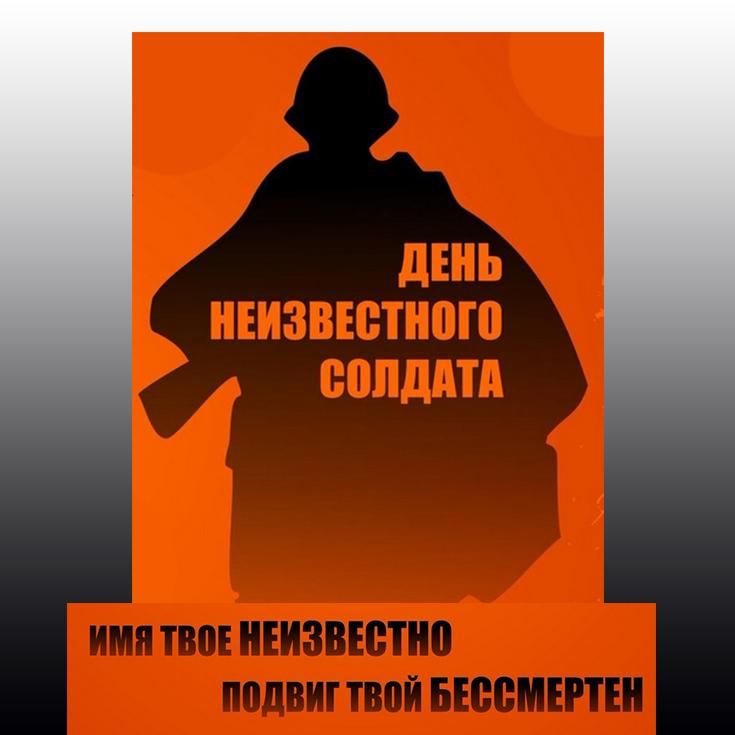 ДЕНЬ
НЕИЗВЕСТНОГО
СОЛДАТА
ИМЯ ТВОЕ НЕИЗВЕСТНО
ПОДВИГ ТВОЙ БЕССМЕРТЕН